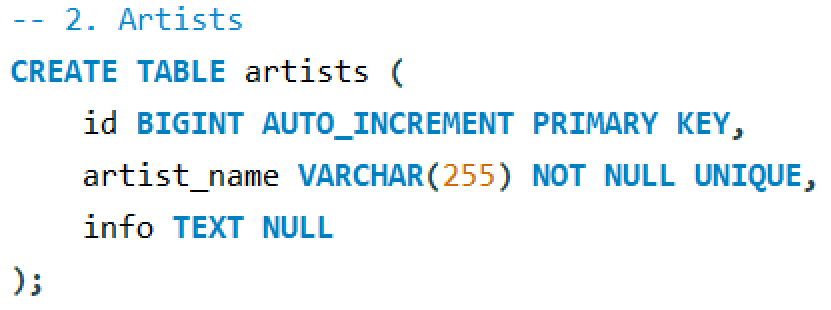 -- 2. Artists
CREATE TABLE artists (
    id BIGINT AUTO_INCREMENT PRIMARY KEY,
    artist_name VARCHAR(255) NOT NULL UNIQUE,
    info TEXT NULL
);